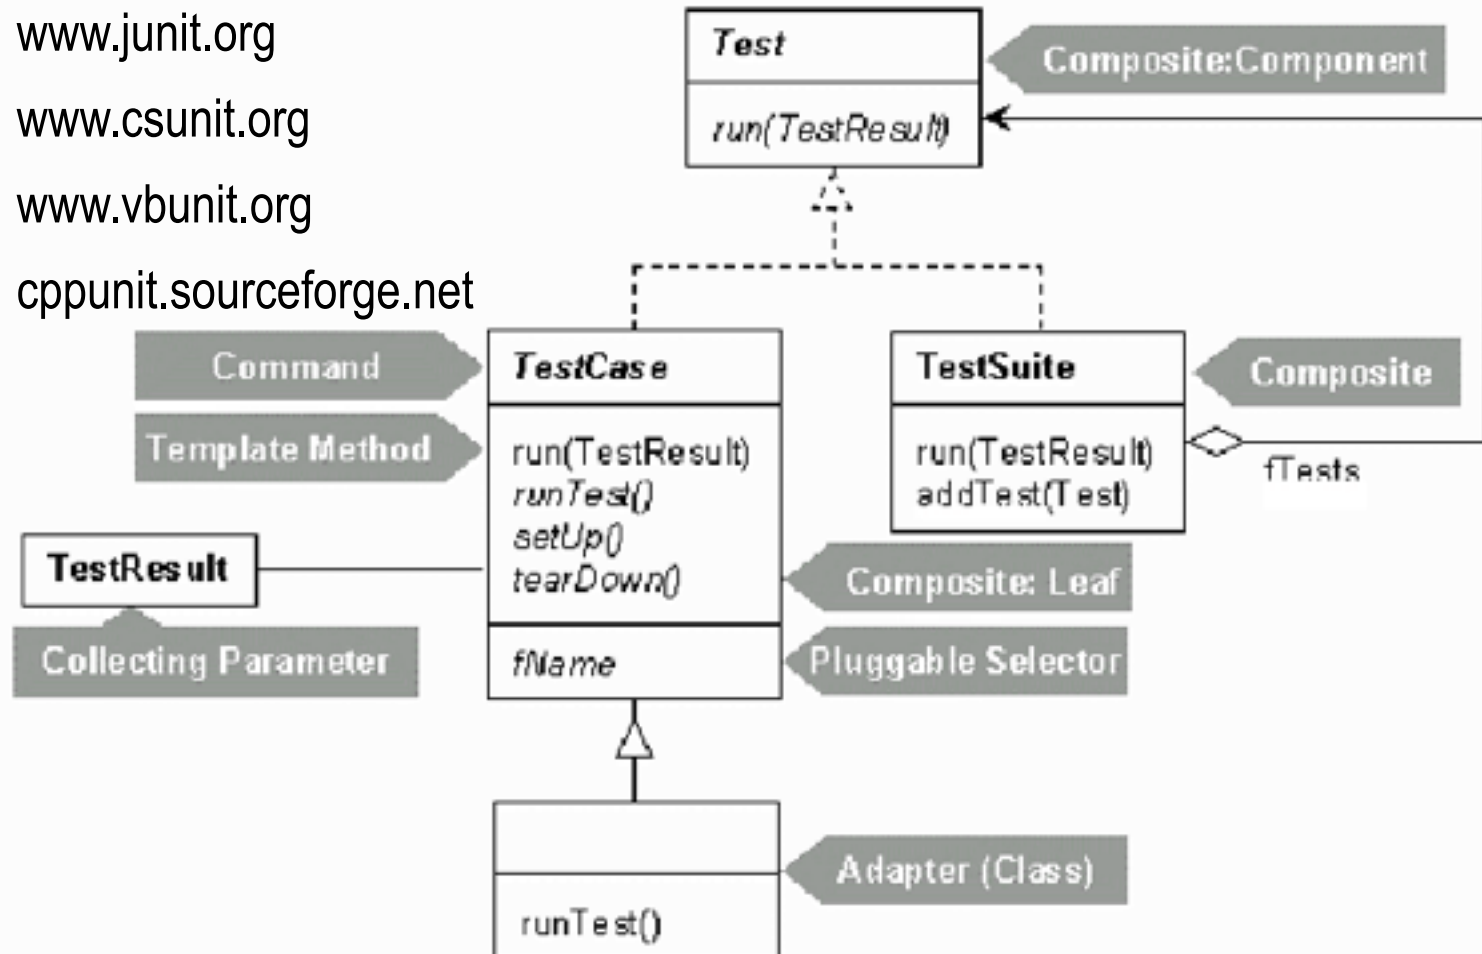 www.junit.org
www.csunit.org
www.vbunit.org
cppunit.sourceforge.net
Test
run(TestResult)
Composite:Component
Command
Template Method
TestCase
run(TestResult)
runTest()
setUp()
tearDown()
fName
TestSuite
run(TestResult)
addTest(Test)
Composite
fTests
TestResult
Collecting Parameter
Composite: Leaf
Pluggable Selector
Adapter (Class)
runTest()